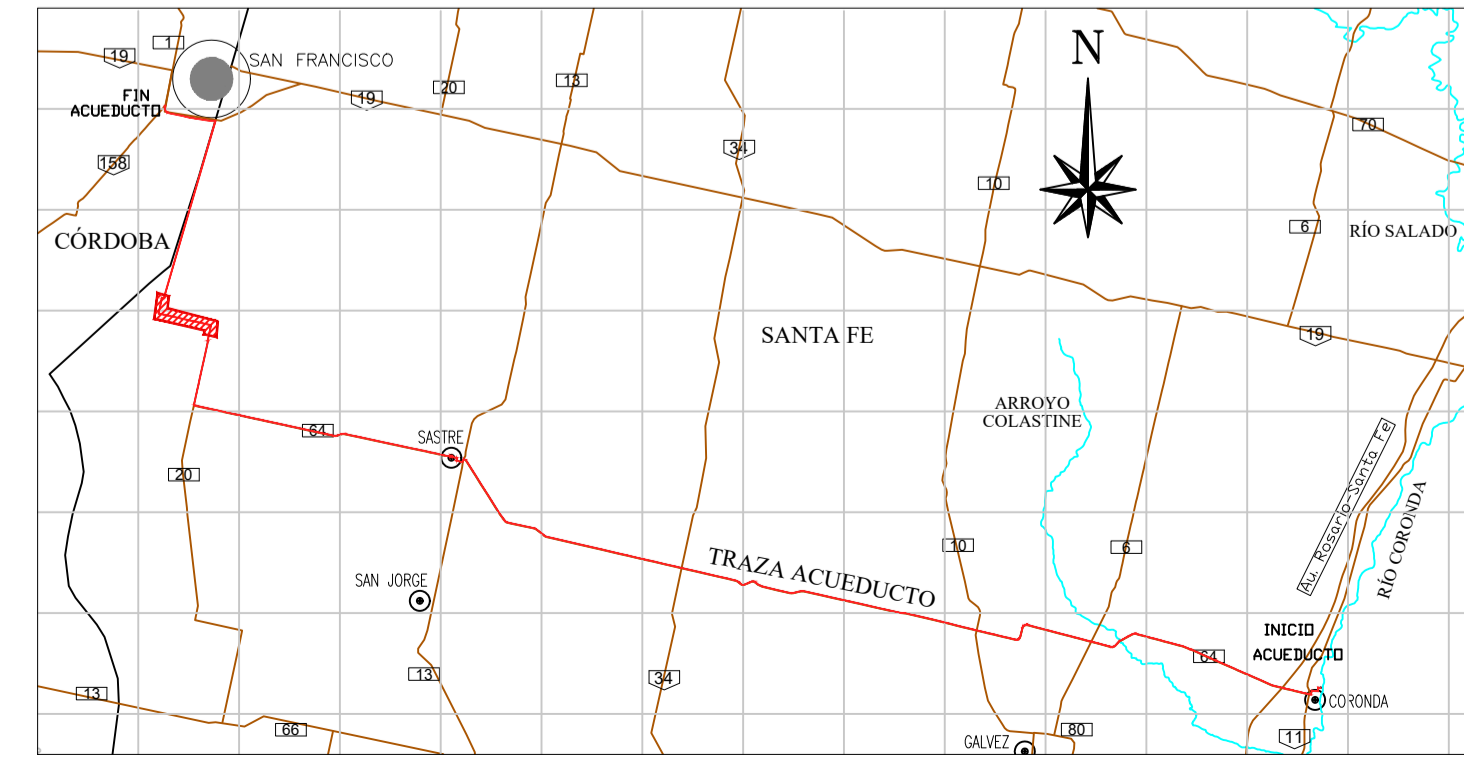 1
19
SAN FRANCISCO
20
13
19
FIN
ACUEDUCTO
158
N
34
70
10
6
RÍO SALADO
CÓRDOBA
SANTA FE
19
ARROYO
COLASTINE
64
SASTRE
20
Au. Rosario-Santa Fe
RÍO CORONDA
10
6
TRAZA ACUEDUCTO
SAN JORGE
INICIO
ACUEDUCTO
64
13
34
13
CORONDA
66
80
GALVEZ
11